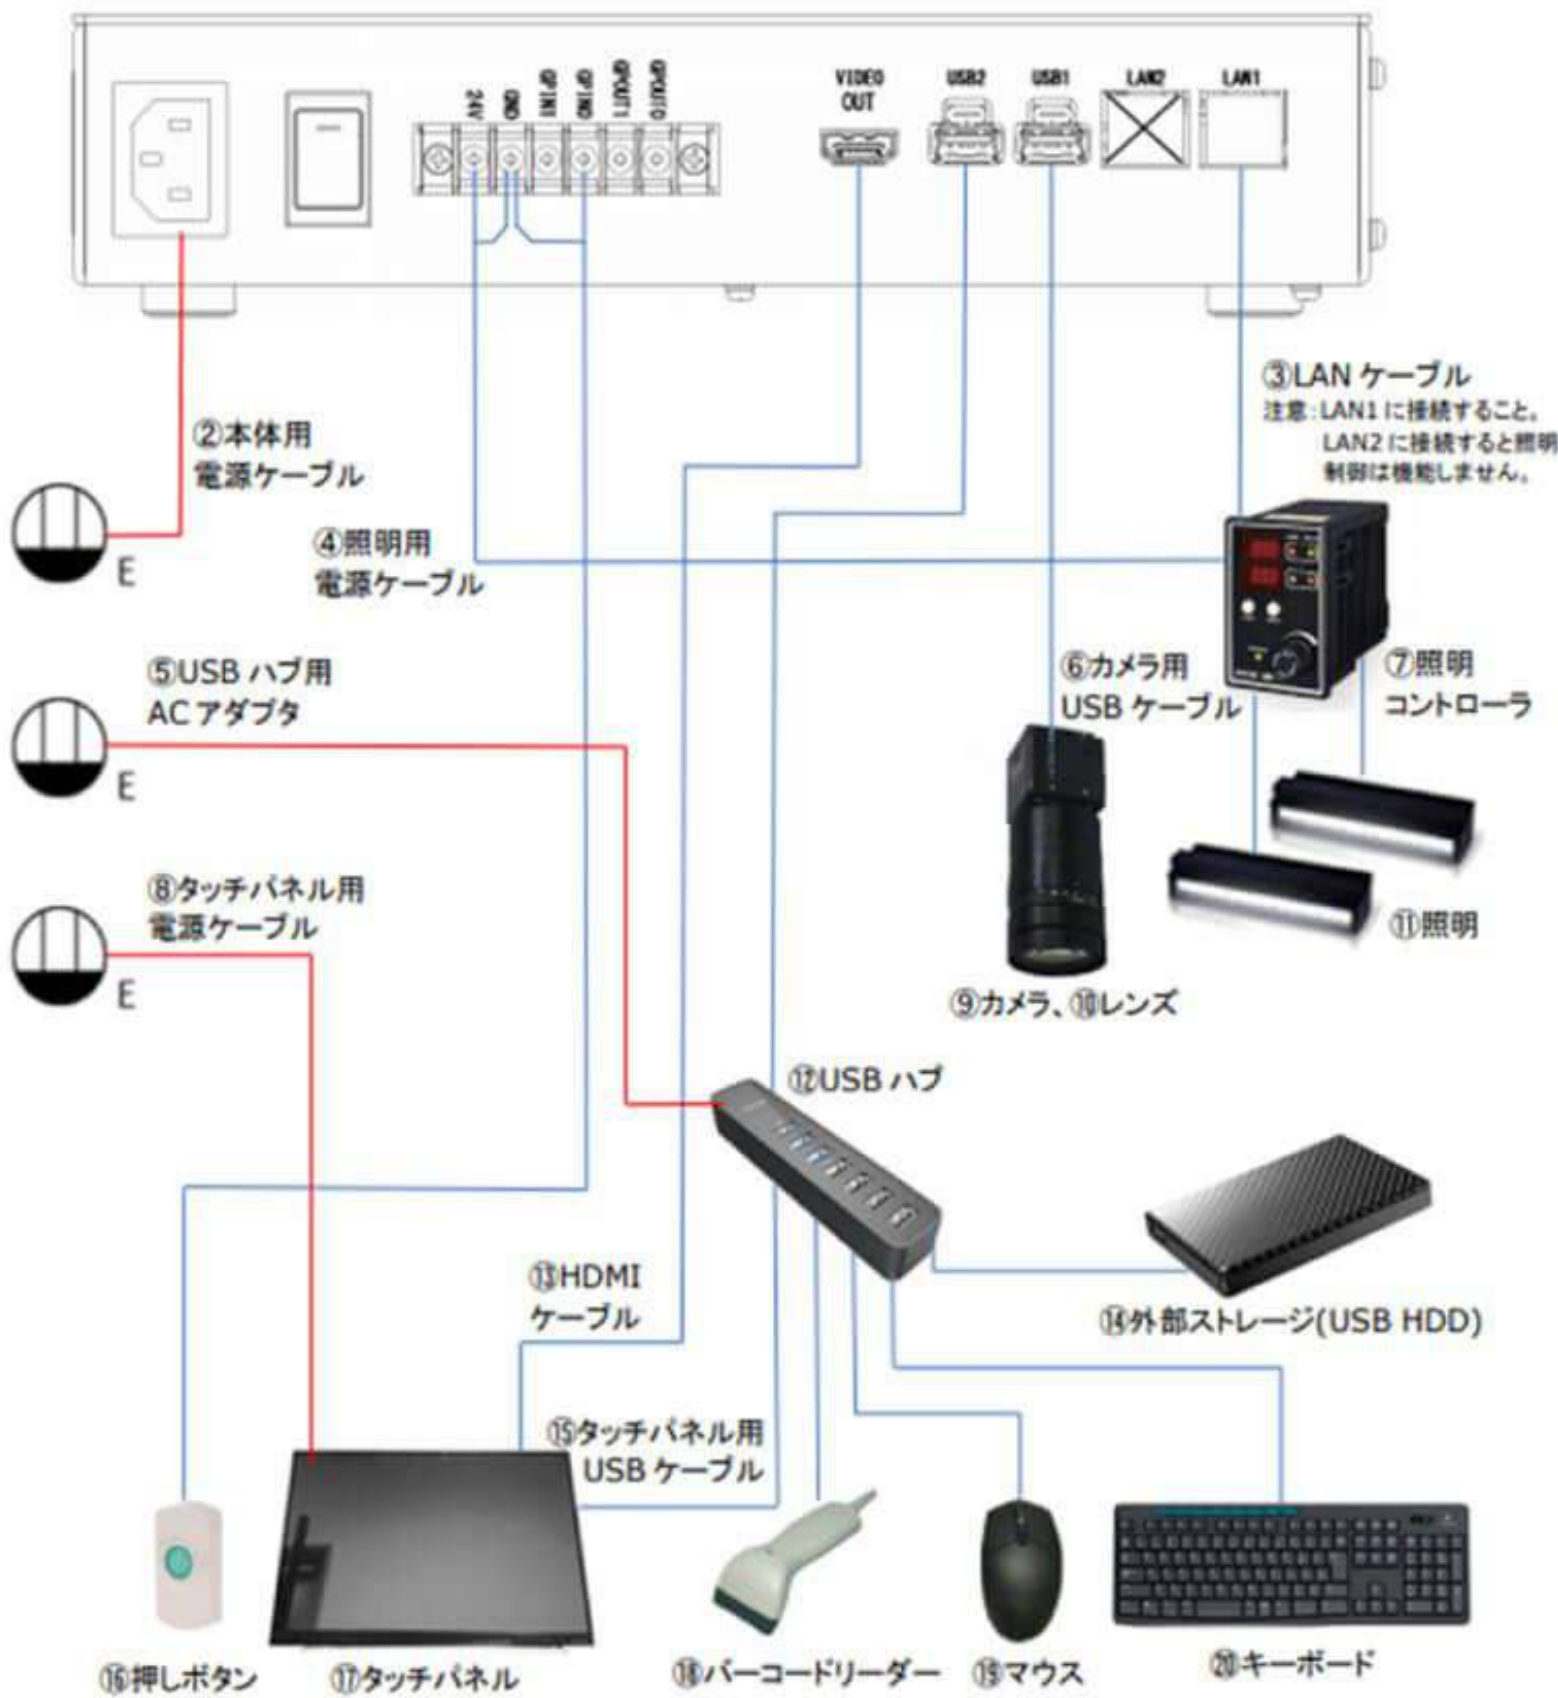 24V
GND
GPIN1
GPIN0
GPOUT1
GPOUT0
VIDEO
OUT
USB2
USB1
LAN2
LAN1
③LAN ケーブル
注意:LAN1 に接続すること。
LAN2 に接続すると照明
制御は機能しません。
②本体用
電源ケーブル
E
④照明用
電源ケーブル
⑤USB ハブ用
AC アダプタ
E
⑥カメラ用
USB ケーブル
⑦照明
コントローラ
⑧タッチパネル用
電源ケーブル
E
⑪照明
⑨カメラ、⑩レンズ
⑫USB ハブ
⑬HDMI
ケーブル
⑭外部ストレージ(USB HDD)
⑮タッチパネル用
USB ケーブル
⑯押しボタン
⑰タッチパネル
⑱バーコードリーダー
⑲マウス
⑳キーボード